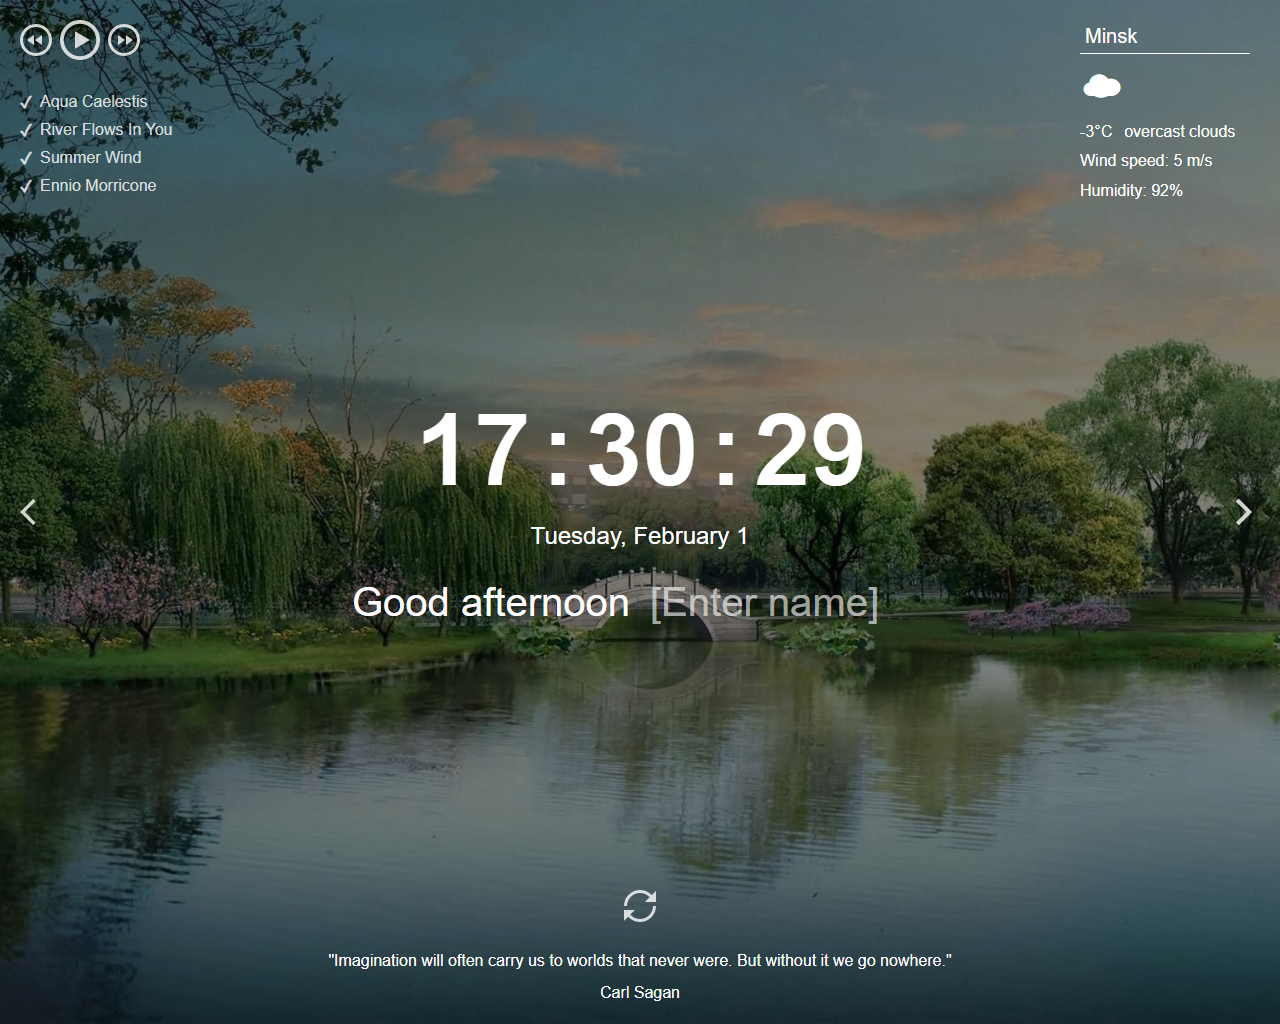 Aqua Caelestis
River Flows In You
Summer Wind
Ennio Morricone
Minsk
-3°C overcast clouds
Wind speed: 5 m/s
Humidity: 92%
17:30:29
Tuesday, February 1
Good afternoon [Enter name]
"Imagination will often carry us to worlds that never were. But without it we go nowhere."
Carl Sagan